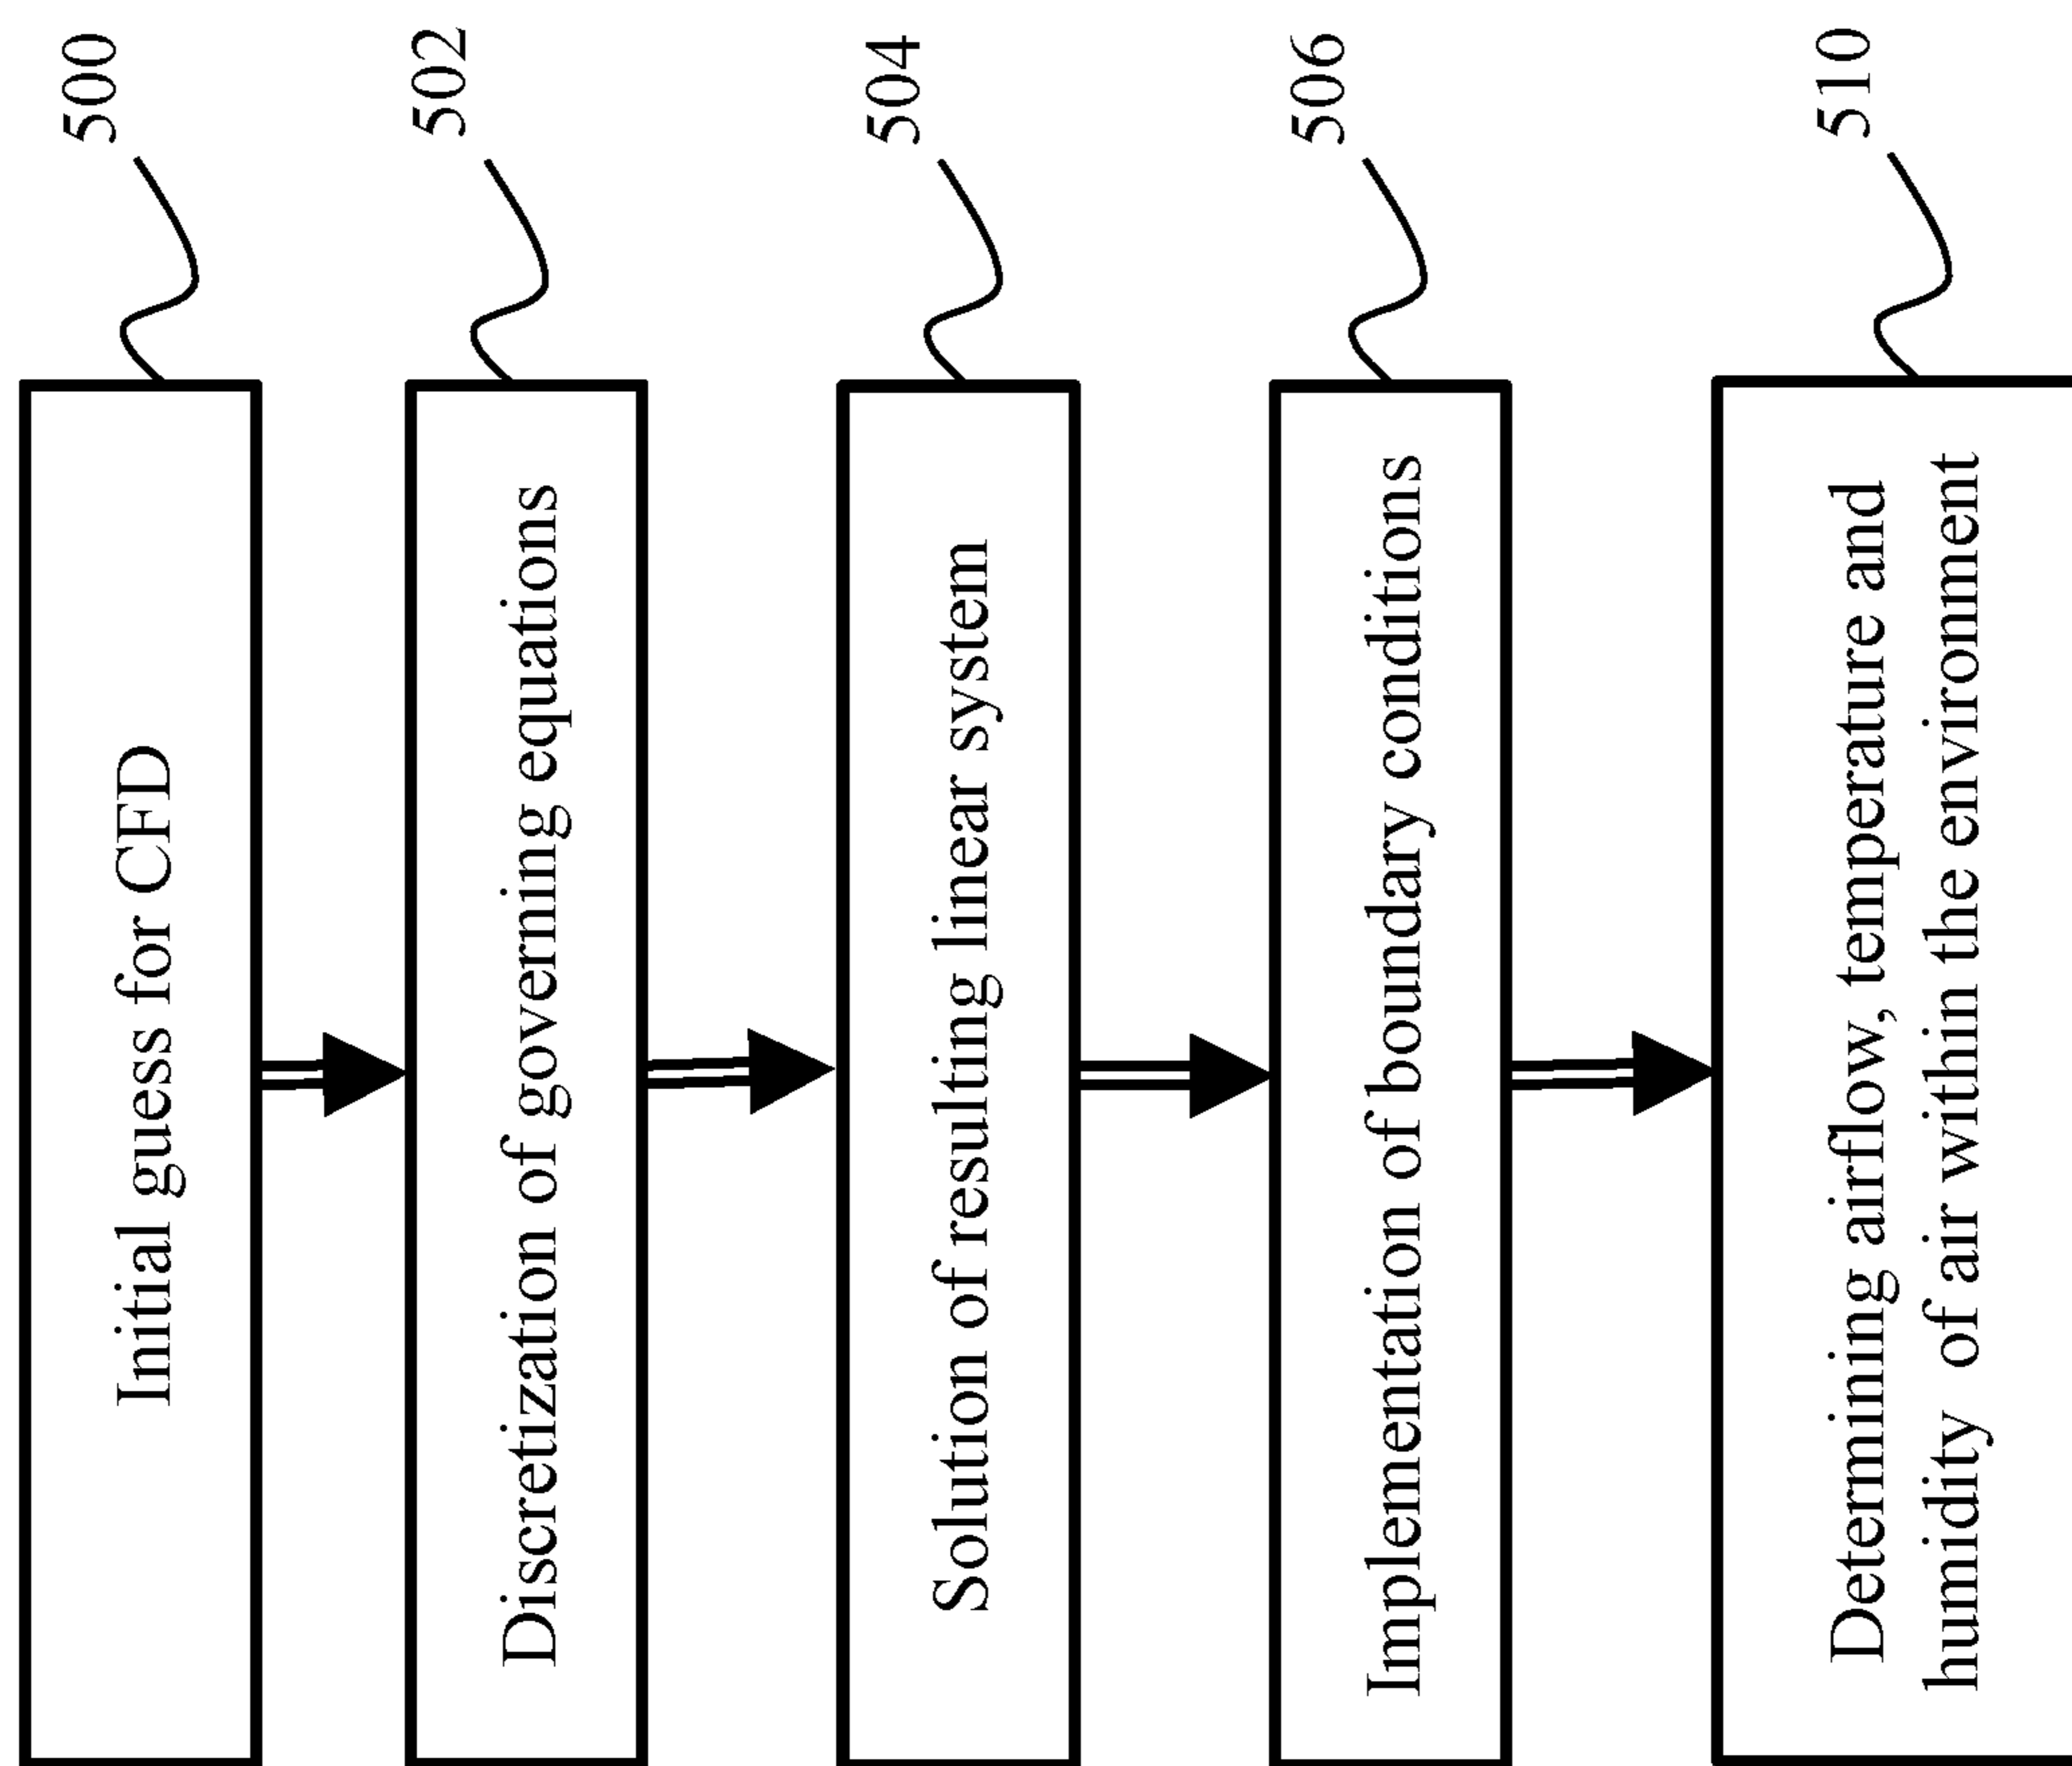 500
Initial guess for CFD
502
Discretization of governing equations
504
Solution of resulting linear system
506
Implementation of boundary conditions
510
Determining airflow, temperature and
humidity of air within the environment